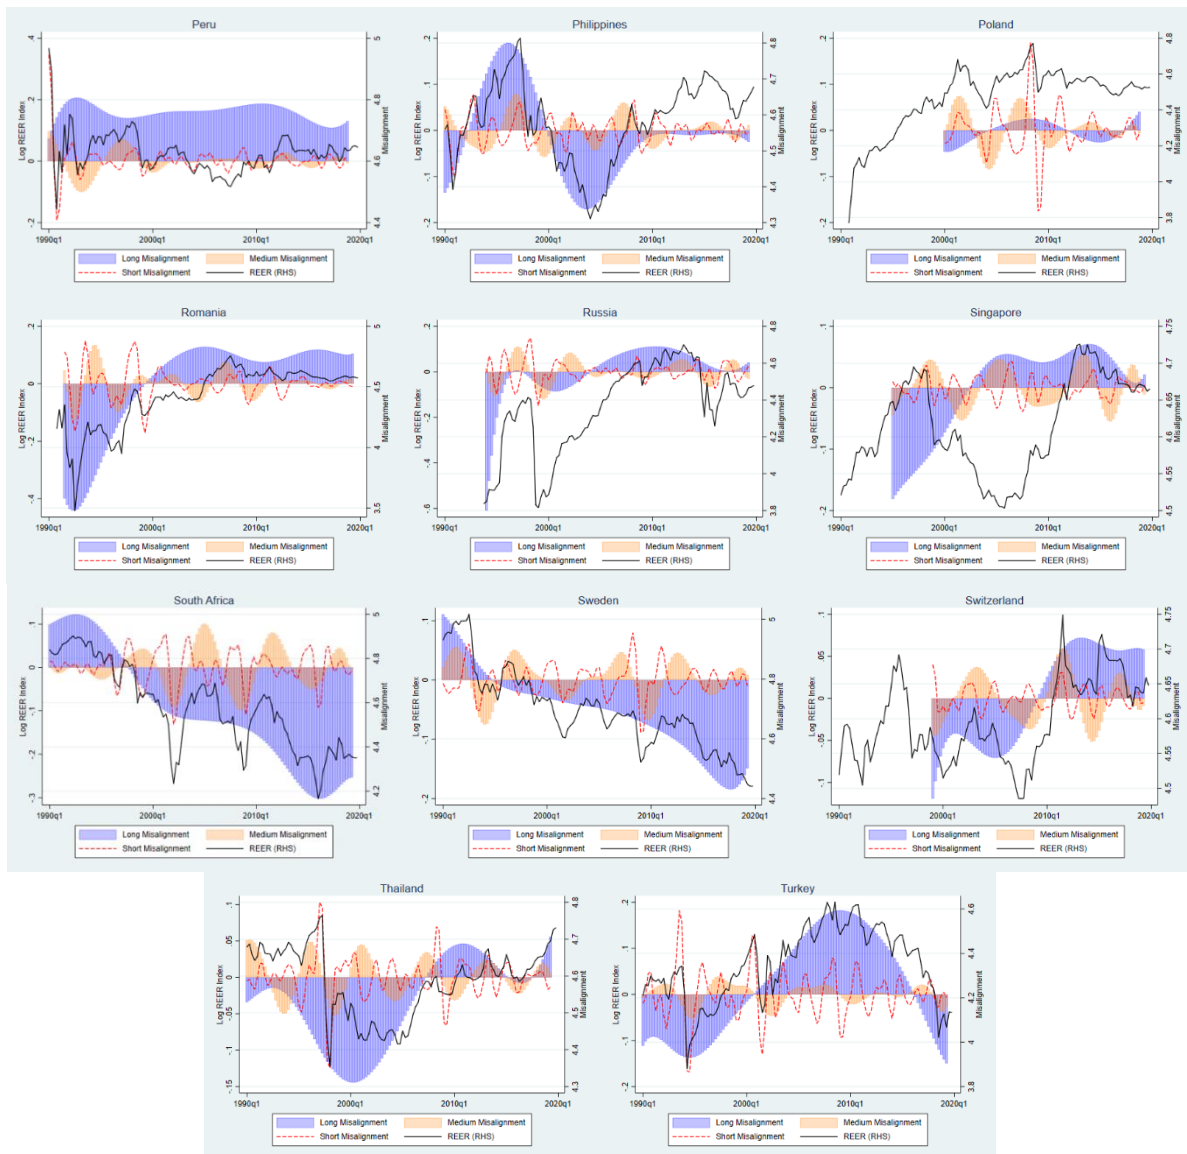 Peru
Log REER Index
.4
.2
0
-.2
5
4.8
4.6
4.4
Misalignment
1990q1 2000q1 2010q1 2020q1
Long Misalignment Medium Misalignment
Short Misalignment REER (RHS)
Philippines
Log REER Index
.2
.1
0
-.1
-.2
4.8
4.7
4.6
4.5
4.4
4.3
Misalignment
1990q1 2000q1 2010q1 2020q1
Long Misalignment Medium Misalignment
Short Misalignment REER (RHS)
Poland
Log REER Index
.2
.1
0
-.1
-.2
4.8
4.6
4.4
4.2
4
3.8
Misalignment
1990q1 2000q1 2010q1 2020q1
Long Misalignment Medium Misalignment
Short Misalignment REER (RHS)
Romania
Log REER Index
.2
0
-.2
-.4
5
4.5
4
3.5
Misalignment
1990q1 2000q1 2010q1 2020q1
Long Misalignment Medium Misalignment
Short Misalignment REER (RHS)
Russia
Log REER Index
.2
0
-.2
-.4
-.6
4.8
4.6
4.4
4.2
4
3.8
Misalignment
1990q1 2000q1 2010q1 2020q1
Long Misalignment Medium Misalignment
Short Misalignment REER (RHS)
Singapore
Log REER Index
.1
0
-.1
-.2
4.75
4.7
4.65
4.6
4.55
4.5
Misalignment
1990q1 2000q1 2010q1 2020q1
Long Misalignment Medium Misalignment
Short Misalignment REER (RHS)
South Africa
Log REER Index
.1
0
-.1
-.2
-.3
5
4.8
4.6
4.4
4.2
Misalignment
1990q1 2000q1 2010q1 2020q1
Long Misalignment Medium Misalignment
Short Misalignment REER (RHS)
Sweden
Log REER Index
.1
0
-.1
-.2
5
4.8
4.6
4.4
Misalignment
1990q1 2000q1 2010q1 2020q1
Long Misalignment Medium Misalignment
Short Misalignment REER (RHS)
Switzerland
Log REER Index
.1
.05
0
-.05
-.1
4.75
4.7
4.65
4.6
4.55
4.5
Misalignment
1990q1 2000q1 2010q1 2020q1
Long Misalignment Medium Misalignment
Short Misalignment REER (RHS)
Thailand
Log REER Index
.1
.05
0
-.05
-.1
-.15
4.8
4.7
4.6
4.5
4.4
4.3
Misalignment
1990q1 2000q1 2010q1 2020q1
Long Misalignment Medium Misalignment
Short Misalignment REER (RHS)
Turkey
Log REER Index
.2
.1
0
-.1
-.2
4.6
4.4
4.2
4
3.8
Misalignment
1990q1 2000q1 2010q1 2020q1
Long Misalignment Medium Misalignment
Short Misalignment REER (RHS)